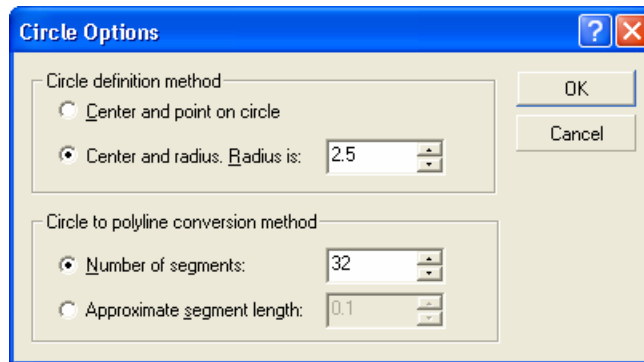 Circle Options
?
Circle definition method
OK
Center and point on circle
Cancel
Center and radius. Radius is: 2.5
Circle to polyline conversion method
Number of segments: 32
Approximate segment length: 0.1